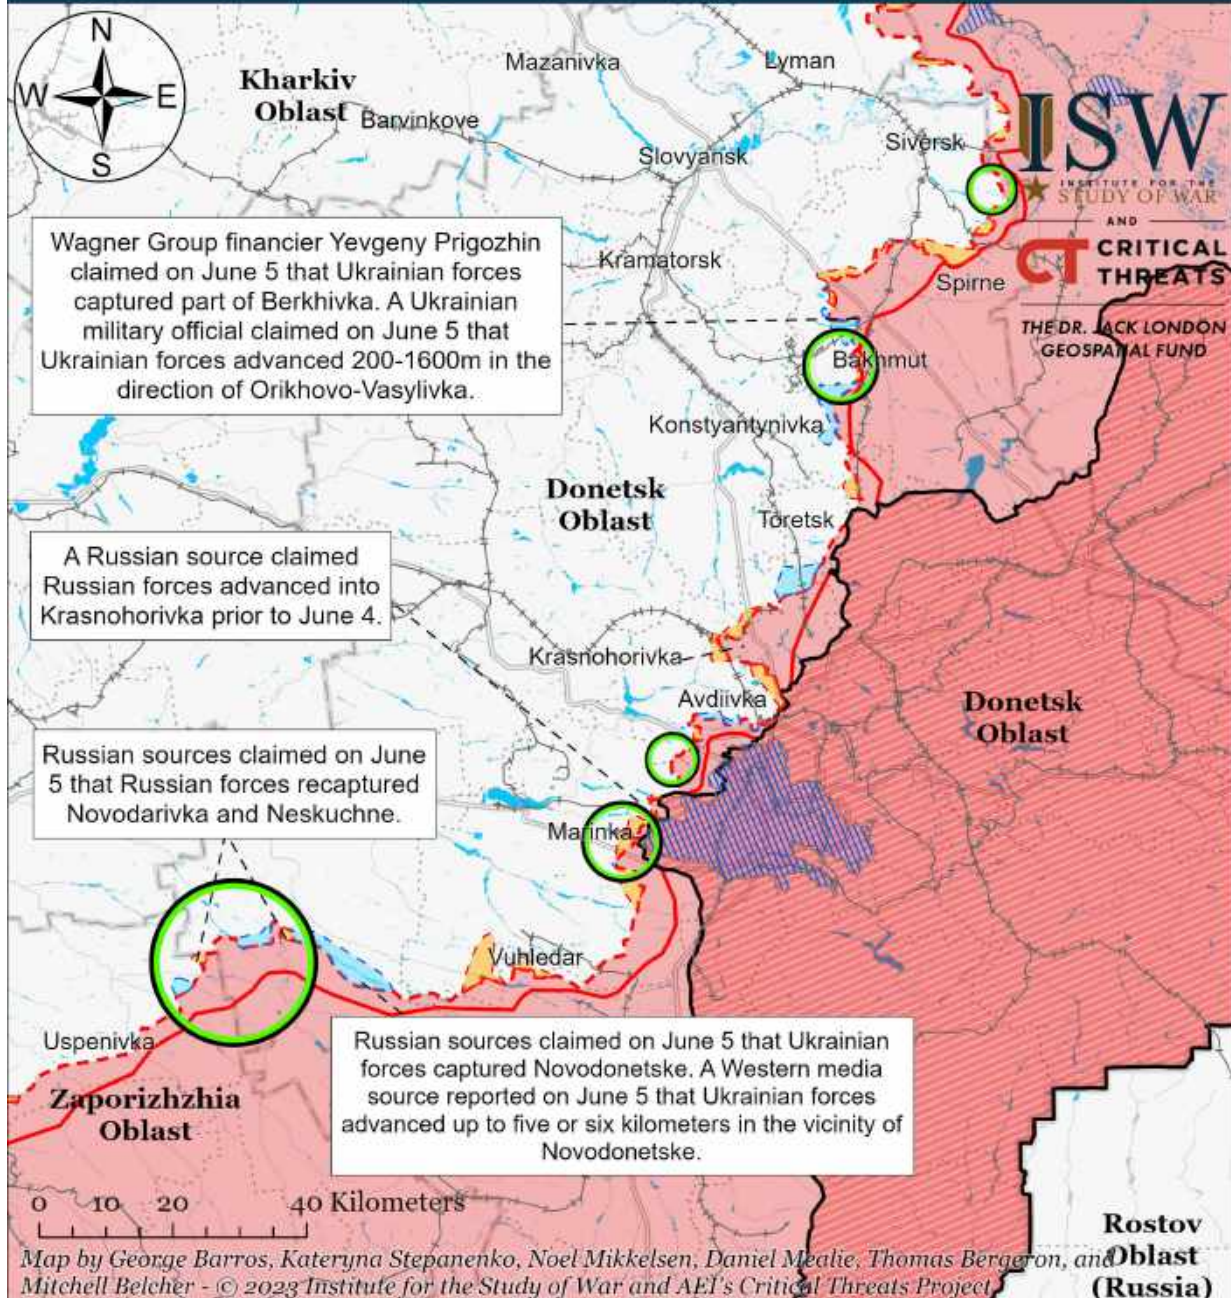 N
W
E
S
Kharkiv
Oblast
Mazanivka
Lyman
Barvinkove
Slovyansk
Siversk
ISW
INSTITUTE FOR THE
STUDY OF WAR
AND
CT CRITICAL
THREATS
THE DR. JACK LONDON
GEOSPATIAL FUND
Wagner Group financier Yevgeny Prigozhin
claimed on June 5 that Ukrainian forces
captured part of Berkhivka. A Ukrainian
military official claimed on June 5 that
Ukrainian forces advanced 200-1600m in the
direction of Orikhovo-Vasylivka.
Kramatorsk
Spirne
Bakhmut
Konstyantynivka
Donetsk
Oblast
Toretsk
A Russian source claimed
Russian forces advanced into
Krasnohorivka prior to June 4.
Krasnohorivka
Avdiivka
Donetsk
Oblast
Russian sources claimed on June
5 that Russian forces recaptured
Novodarivka and Neskuchne.
Marinka
Vuhledar
Uspenivka
Russian sources claimed on June 5 that Ukrainian
forces captured Novodonetske. A Western media
source reported on June 5 that Ukrainian forces
advanced up to five or six kilometers in the vicinity of
Novodonetske.
Zaporizhzhia
Oblast
0 10 20 40 Kilometers
Rostov
Oblast
(Russia)
Map by George Barros, Kateryna Stepanenko, Noel Mikkelsen, Daniel Mealie, Thomas Bergeron, and
Mitchell Belcher - © 2023 Institute for the Study of War and AEI's Critical Threats Project